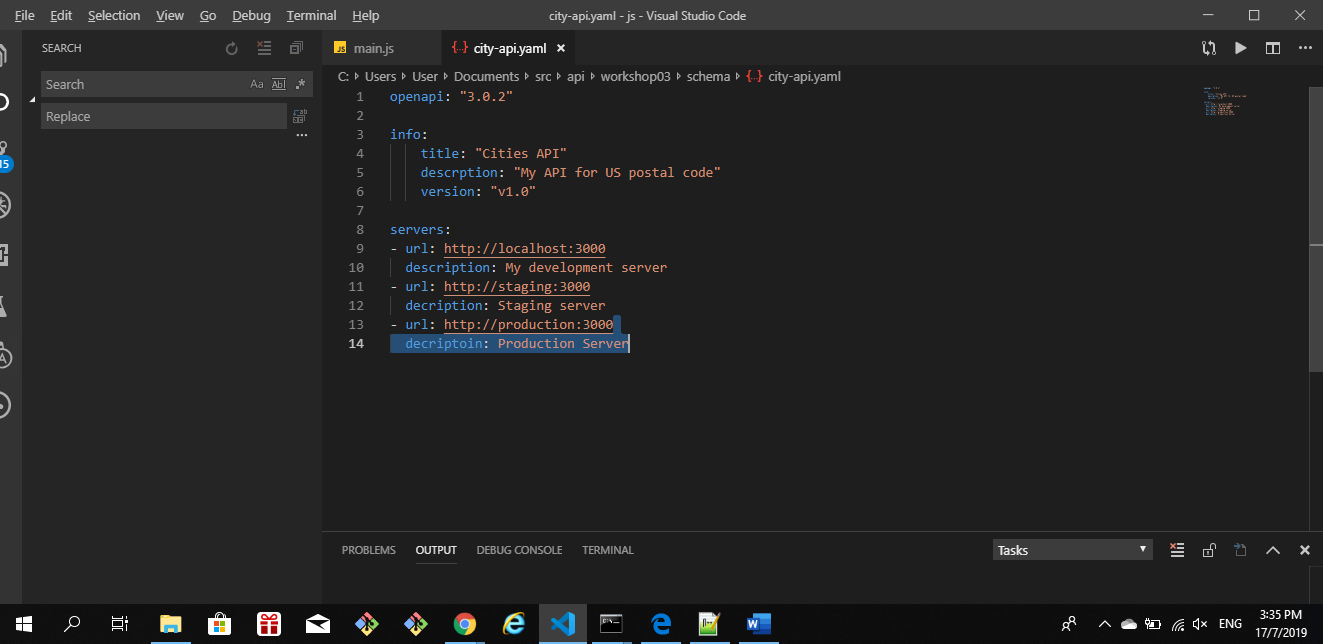 File Edit Selection View Go Debug Terminal Help
city-api.yaml - js - Visual Studio Code
SEARCH
main.js
city-api.yaml
Search
Aa
Replace
15
C: Users User Documents src api workshop03 schema {..} city-api.yaml
1 openapi: "3.0.2"
2
3 info:
4 title: "Cities API"
5 descrption: "My API for US postal code"
6 version: "v1.0"
7
8 servers:
9 - url: http://localhost:3000
10 description: My development server
11 - url: http://staging:3000
12 decription: Staging server
13 - url: http://production:3000
14 decriptoin: Production Server
PROBLEMS OUTPUT DEBUG CONSOLE TERMINAL
Tasks
ENG
3:35 PM
17/7/2019